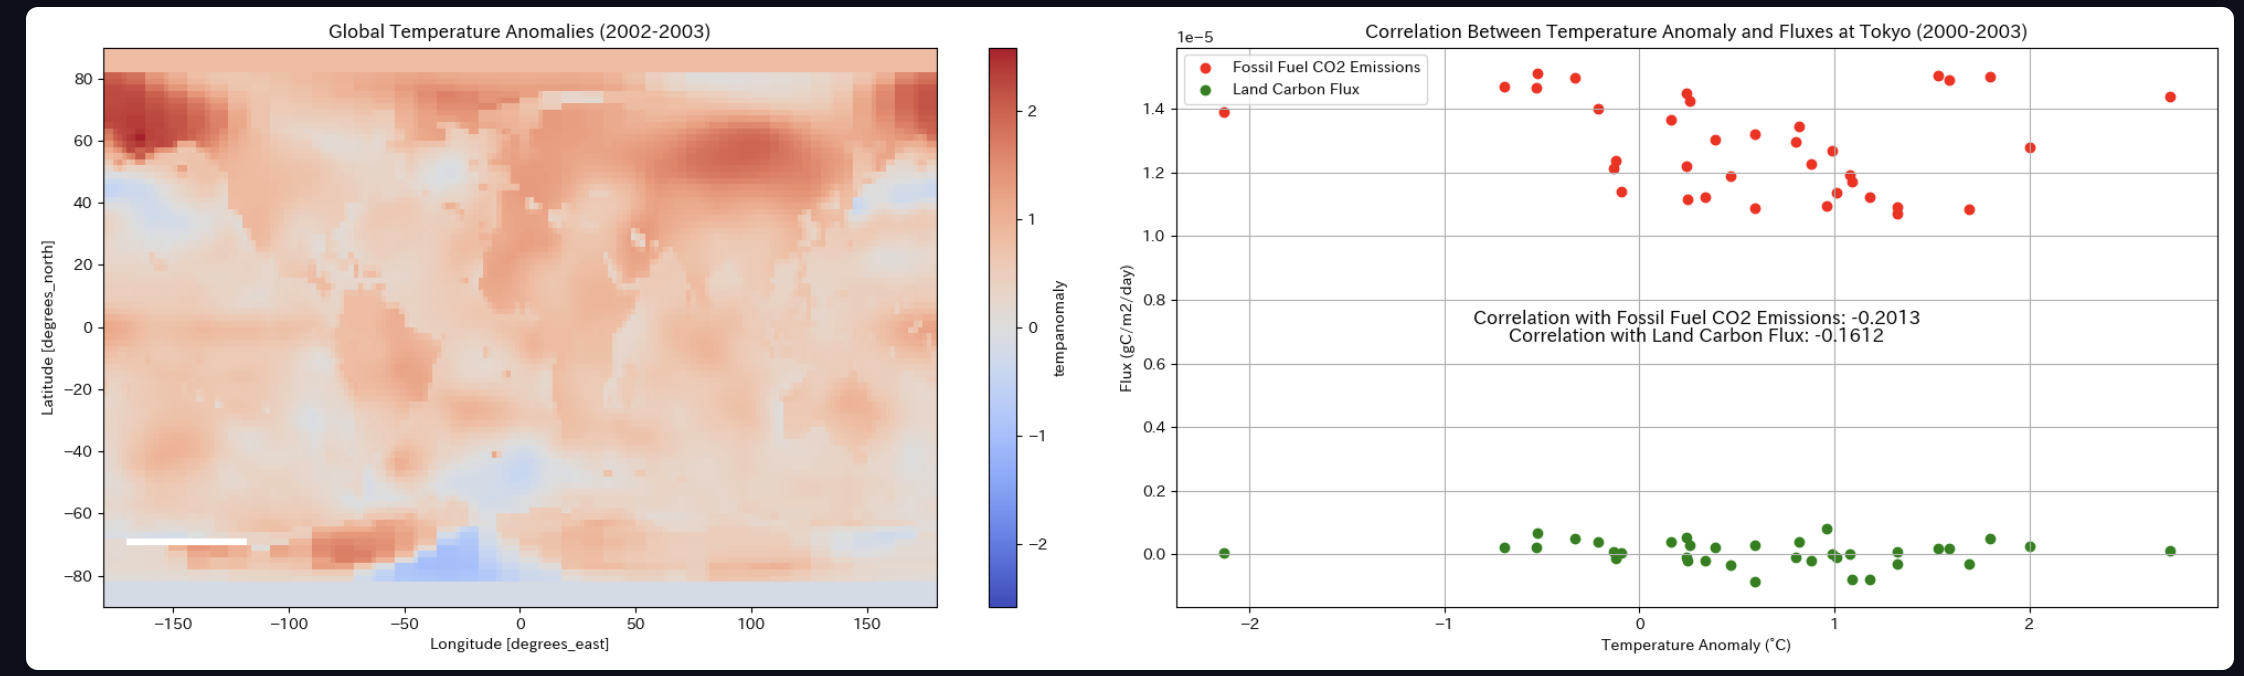 Global Temperature Anomalies (2002-2003)
80
60
40
20
0
−20
−40
−60
−80
Latitude [degrees_north]
−150
−100
−50
0
50
100
150
Longitude [degrees_east]
2
1
0
−1
−2
tempanomaly
Correlation Between Temperature Anomaly and Fluxes at Tokyo (2000-2003)
1e−5
Fossil Fuel CO2 Emissions
Land Carbon Flux
1.4
1.2
1.0
0.8
0.6
0.4
0.2
0.0
Flux (gC/m2/day)
Correlation with Fossil Fuel CO2 Emissions: -0.2013
Correlation with Land Carbon Flux: -0.1612
−2
−1
0
1
2
Temperature Anomaly (˚C)